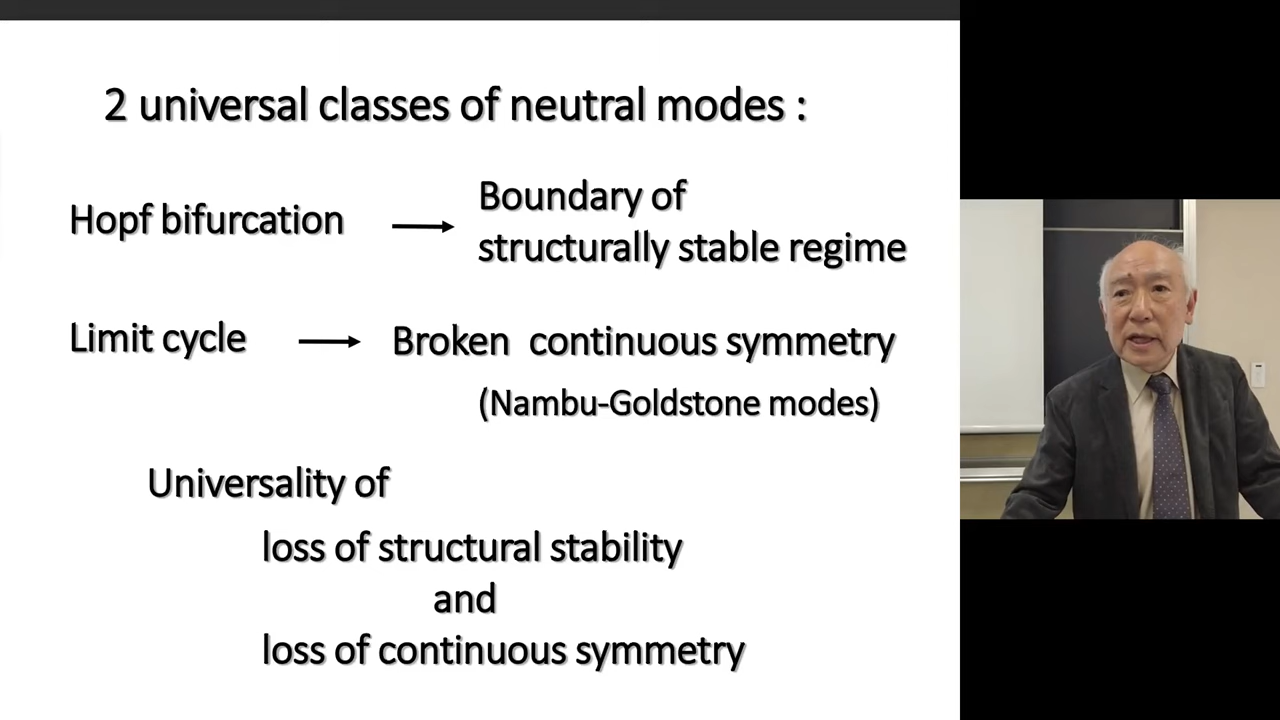 2 universal classes of neutral modes :
Hopf bifurcation → Boundary of
structurally stable regime
Limit cycle → Broken continuous symmetry
(Nambu-Goldstone modes)
Universality of
loss of structural stability
and
loss of continuous symmetry